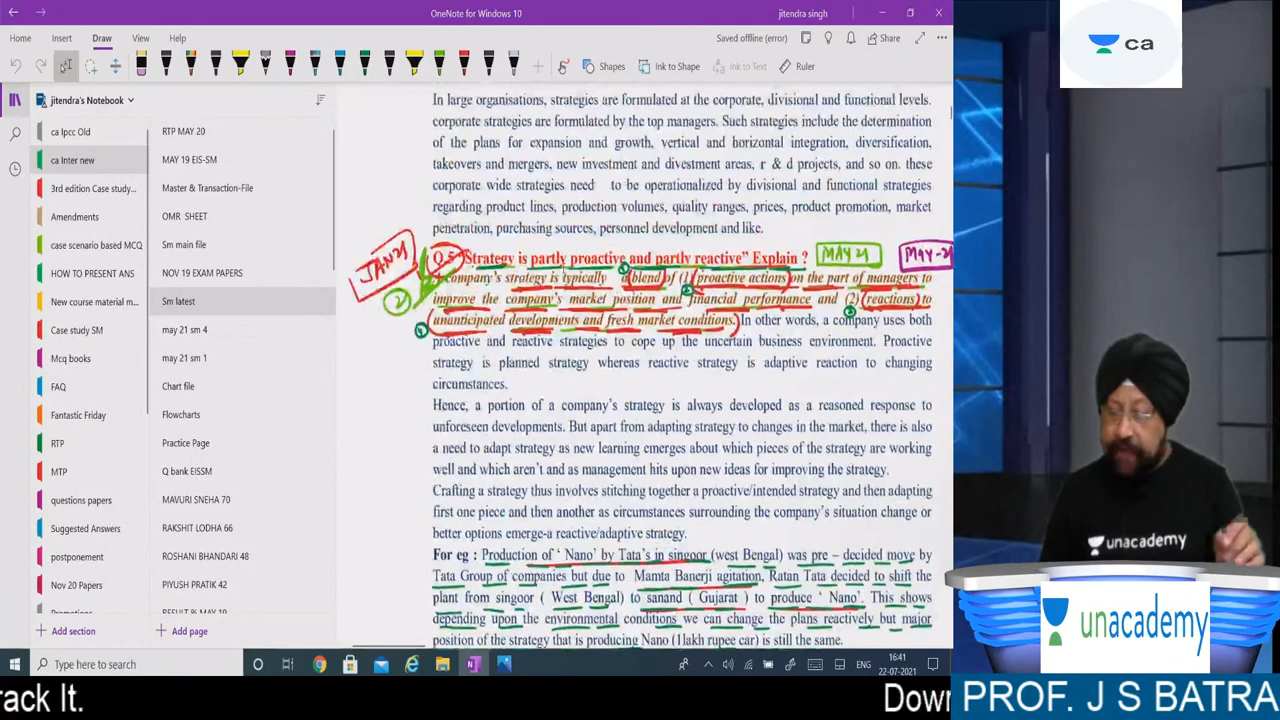 OneNote for Windows 10
jitendra singh
Home Insert Draw View Help
Saved offline (error)
Share
Shapes
Ink to Shape
Ink to Text
Ruler
jitendra's Notebook
ca Ipcc Old
ca Inter new
3rd edition Case study...
Amendments
case scenario based MCQ
HOW TO PRESENT ANS
New course material m...
Case study SM
Mcq books
FAQ
Fantastic Friday
RTP
MTP
questions papers
Suggested Answers
postponement
Nov 20 Papers
Add section
RTP MAY 20
MAY 19 EIS-SM
Master & Transaction-File
OMR SHEET
Sm main file
NOV 19 EXAM PAPERS
Sm latest
may 21 sm 4
may 21 sm 1
Chart file
Flowcharts
Practice Page
Q bank EISSM
MAVURI SNEHA 70
RAKSHIT LODHA 66
ROSHANI BHANDARI 48
PIYUSH PRATIK 42
RESULT % MAY 19
Add page
In large organisations, strategies are formulated at the corporate, divisional and functional levels.
corporate strategies are formulated by the top managers. Such strategies include the determination
of the plans for expansion and growth, vertical and horizontal integration, diversification,
takeovers and mergers, new investment and divestment areas, r & d projects, and so on. these
corporate wide strategies need to be operationalized by divisional and functional strategies
regarding product lines, production volumes, quality ranges, prices, product promotion, market
penetration, purchasing sources, personnel development and like.
JAN 21
2
Q.5 "Strategy is partly proactive and partly reactive" Explain ?
MAY 21
MAY-21
company's strategy is typically a blend of (1) proactive actions on the part of managers to
improve the company's market position and financial performance and (2) reactions to
unanticipated developments and fresh market conditions. In other words, a company uses both
proactive and reactive strategies to cope up the uncertain business environment. Proactive
strategy is planned strategy whereas reactive strategy is adaptive reaction to changing
circumstances.
Hence, a portion of a company's strategy is always developed as a reasoned response to
unforeseen developments. But apart from adapting strategy to changes in the market, there is also
a need to adapt strategy as new learning emerges about which pieces of the strategy are working
well and which aren't and as management hits upon new ideas for improving the strategy.
Crafting a strategy thus involves stitching together a proactive/intended strategy and then adapting
first one piece and then another as circumstances surrounding the company's situation change or
better options emerge-a reactive/adaptive strategy.
For eg : Production of ' Nano' by Tata's in singoor (west Bengal) was pre – decided move by
Tata Group of companies but due to Mamta Banerji agitation, Ratan Tata decided to shift the
plant from singoor ( West Bengal) to sanand ( Gujarat ) to produce ' Nano'. This shows
depending upon the environmental conditions we can change the plans reactively but major
position of the strategy that is producing Nano (1lakh rupee car) is still the same.
Type here to search
ENG
16:41
22-07-2021
ca
unacademy
unacademy
rack It.
Down
PROF. J S BATRA